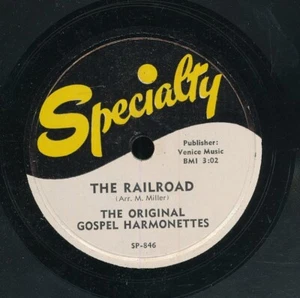 Specialty
Publisher:
Venice Music
BMI 3:02
THE RAILROAD
(Arr. M. Miller)
THE ORIGINAL
GOSPEL HARMONETTES
SP-846